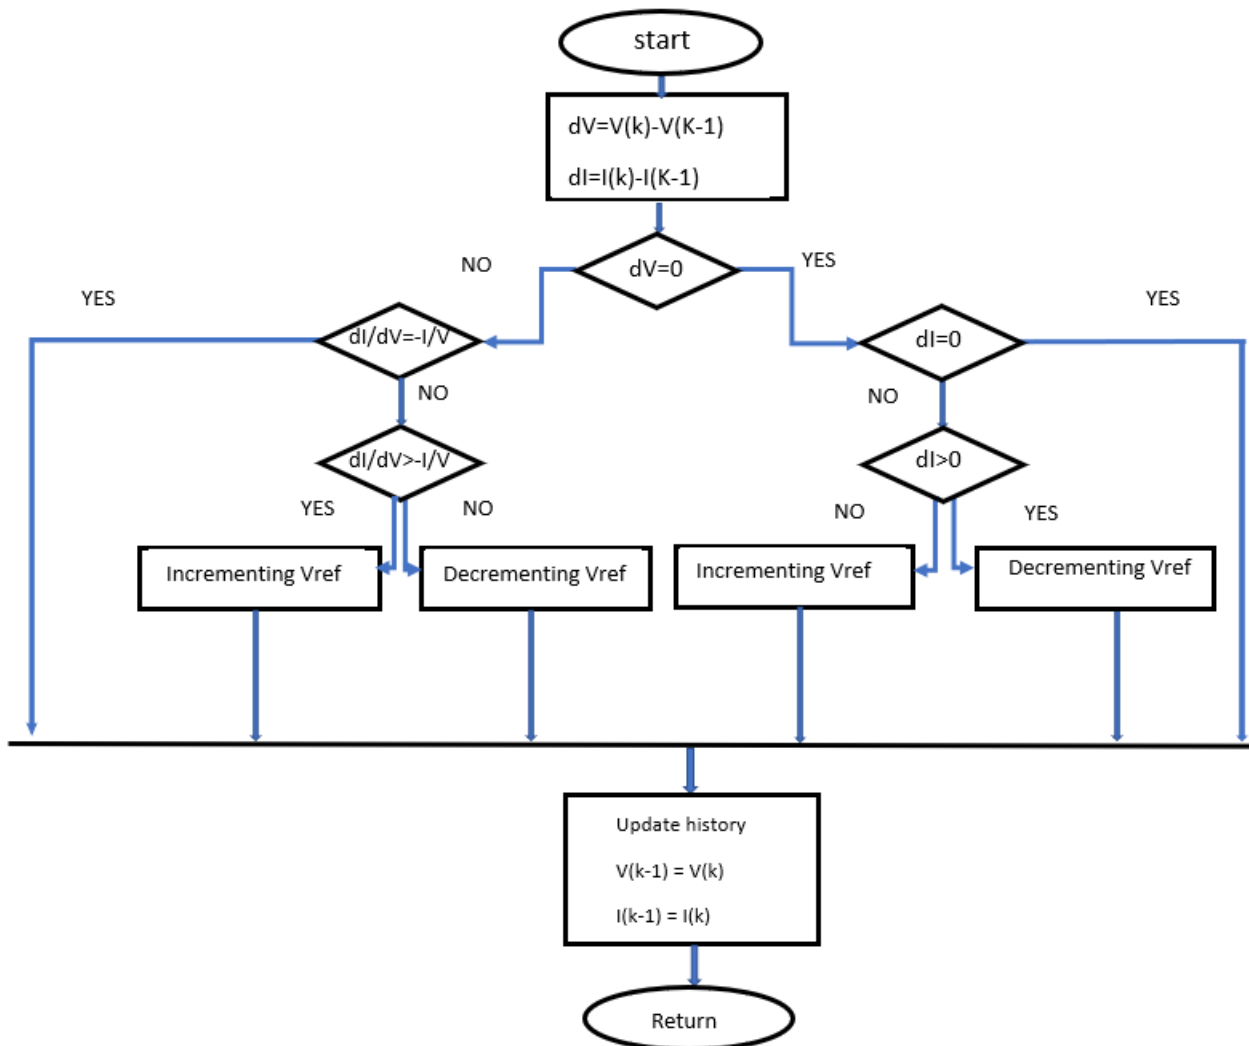 start
dV=V(k)-V(K-1)
dI=I(k)-I(K-1)
dV=0
NO
YES
YES
YES
dI/dV=-I/V
dI=0
NO
NO
dI/dV>-I/V
dI>0
YES
NO
NO
YES
Incrementing Vref
Decrementing Vref
Incrementing Vref
Decrementing Vref
Update history
V(k-1) = V(k)
I(k-1) = I(k)
Return